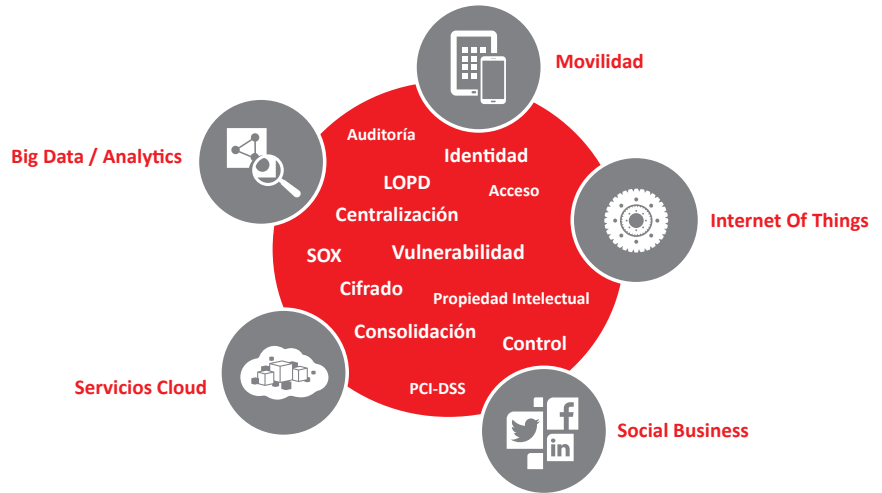 Movilidad
Auditoría
Identidad
Big Data / Analytics
LOPD
Acceso
Centralización
Internet Of Things
SOX
Vulnerabilidad
Cifrado
Propiedad Intelectual
Consolidación
Control
Servicios Cloud
PCI-DSS
Social Business